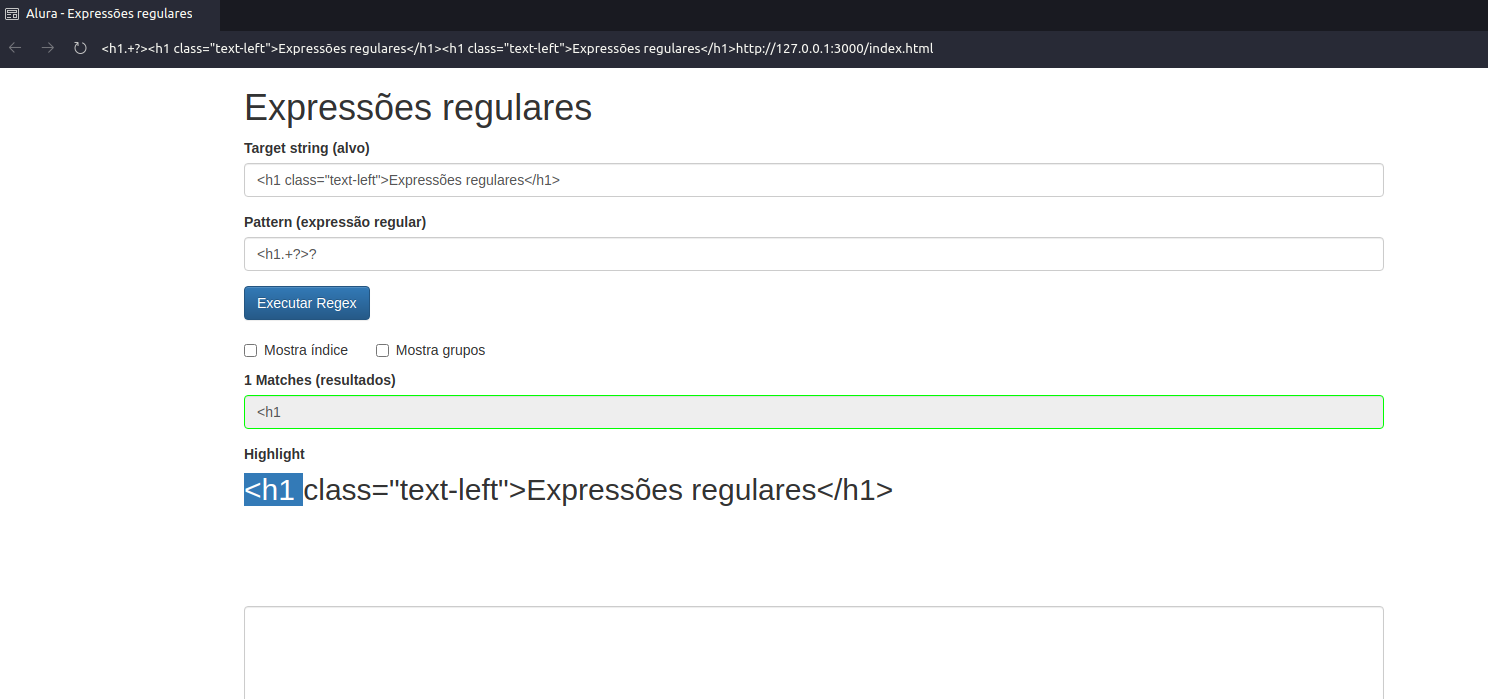 Alura - Expressões regulares
<h1.+?><h1 class="text-left">Expressões regulares</h1><h1 class="text-left">Expressões regulares</h1>http://127.0.0.1:3000/index.html
Expressões regulares
Target string (alvo)
<h1 class="text-left">Expressões regulares</h1>
Pattern (expressão regular)
<h1.+?>?
Executar Regex
Mostra índice Mostra grupos
1 Matches (resultados)
<h1
Highlight
<h1 class="text-left">Expressões regulares</h1>